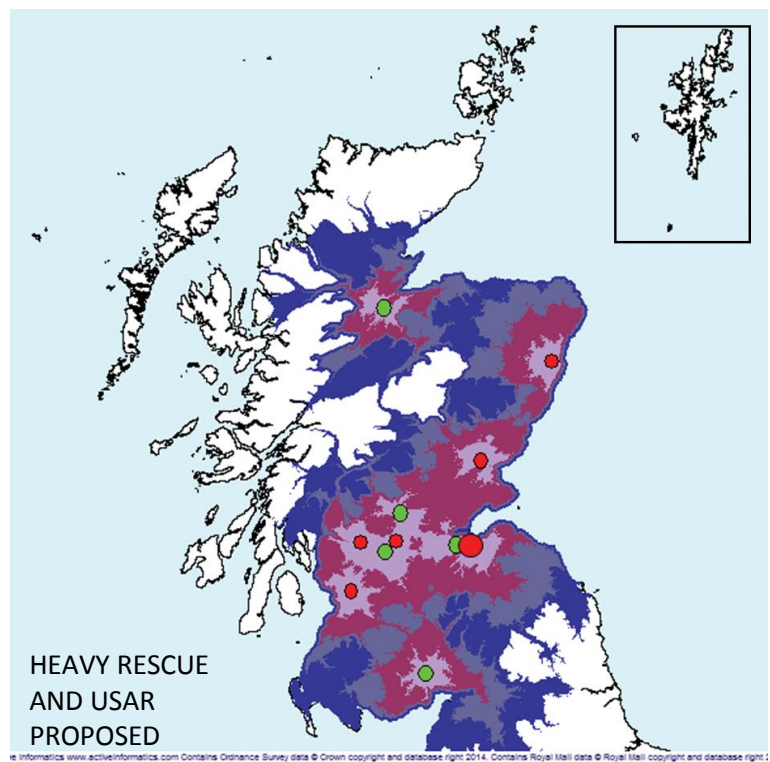 HEAVY RESCUE
AND USAR
PROPOSED
e Informatics www.activeinformatics.com Contains Ordnance Survey data © Crown copyright and database right 2014. Contains Royal Mail data © Royal Mail copyright and database right 2